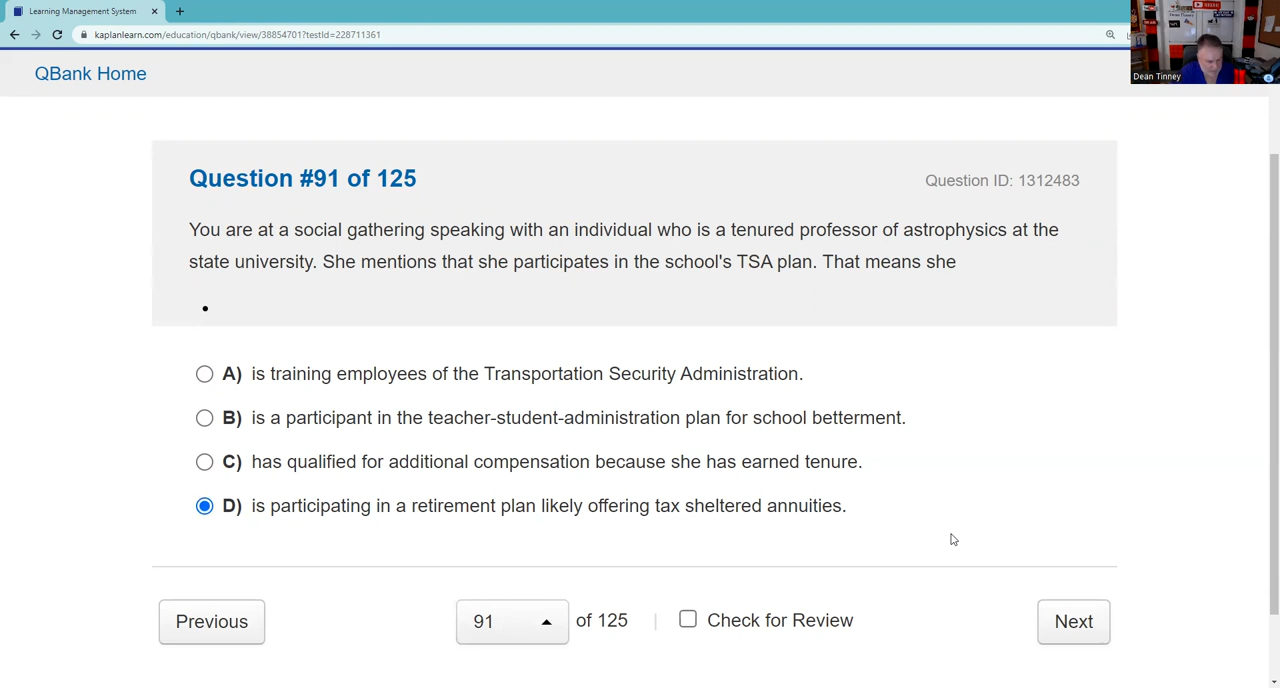 Learning Management System
kaplanlearn.com/education/qbank/view/38854701?testId=228711361
Dean Tinney
QBank Home
Question #91 of 125
Question ID: 1312483
You are at a social gathering speaking with an individual who is a tenured professor of astrophysics at the
state university. She mentions that she participates in the school's TSA plan. That means she
•
A) is training employees of the Transportation Security Administration.
B) is a participant in the teacher-student-administration plan for school betterment.
C) has qualified for additional compensation because she has earned tenure.
D) is participating in a retirement plan likely offering tax sheltered annuities.
Previous
91
of 125
Check for Review
Next